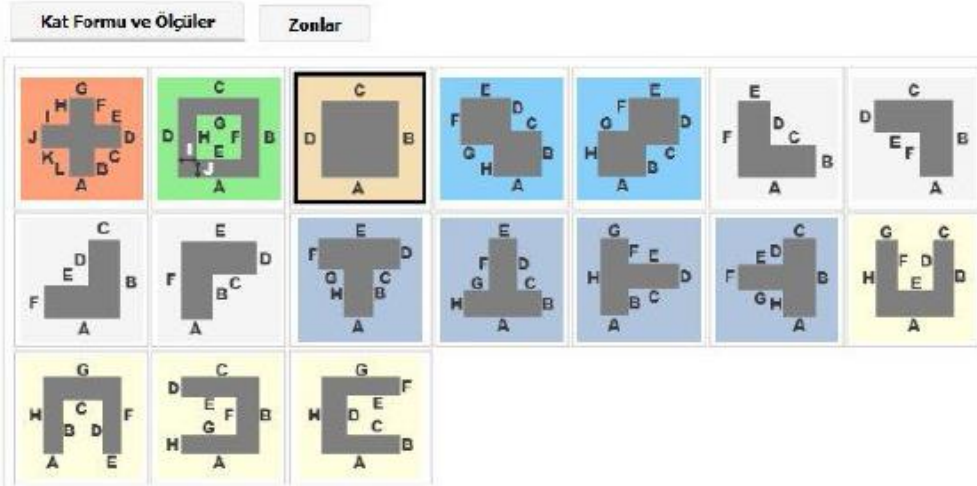 Kat Formu ve Ölçüler Zonlar
G H F I E J D K C L B A
C D G H F B E I J A
C D B A
E D F C G B H A
E F D G C H B A
E D F C B A
C D E F B A
C D E B F A
E D F C B A
E F D G C H B A
E F D G C H B A
G F E H D C B A
C D E B F G H A
G C F D H E B A
G C H F B D A E
C D E F B G H A
G F E H D C B A